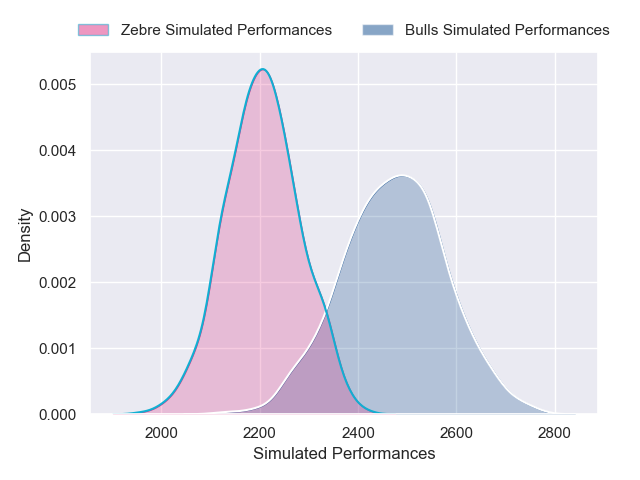 Zebre Simulated Performances Bulls Simulated Performances
0.005
0.004
0.003
0.002
0.001
0.000
Density
2000 2200 2400 2600 2800
Simulated Performances